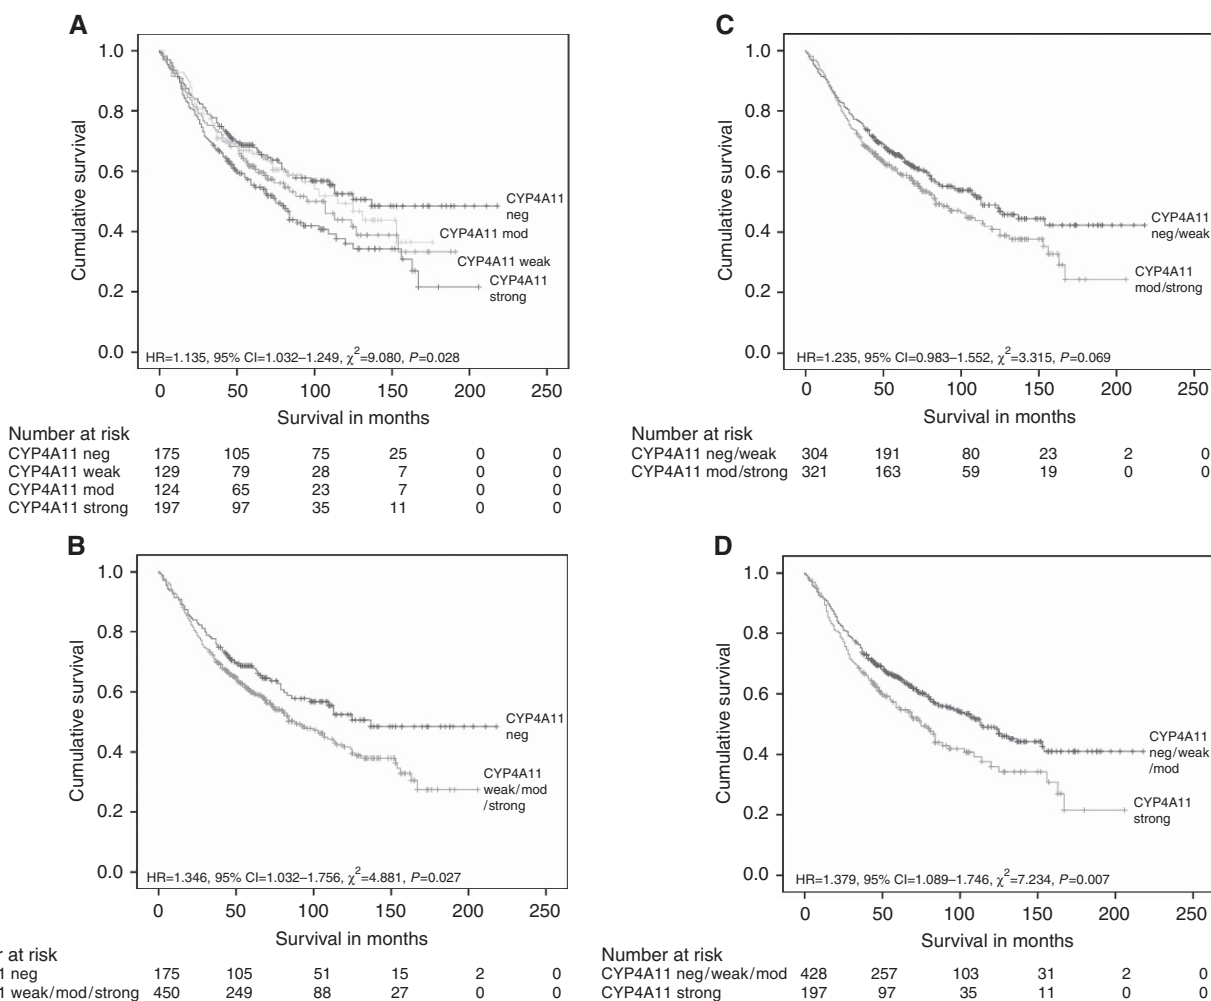 A
Cumulative survival
1.0
0.8
0.6
0.4
0.2
0.0
CYP4A11
neg
CYP4A11 mod
CYP4A11 weak
CYP4A11
strong
HR=1.135, 95% CI=1.032–1.249, χ2=9.080, P=0.028
0 50 100 150 200 250
Survival in months
Number at risk
CYP4A11 neg 175 105 75 25 0 0
CYP4A11 weak 129 79 28 7 0 0
CYP4A11 mod 124 65 23 7 0 0
CYP4A11 strong 197 97 35 11 0 0
C
Cumulative survival
1.0
0.8
0.6
0.4
0.2
0.0
CYP4A11
neg/weak
CYP4A11
mod/strong
HR=1.235, 95% CI=0.983–1.552, χ2=3.315, P=0.069
0 50 100 150 200 250
Survival in months
Number at risk
CYP4A11 neg/weak 304 191 80 23 2 0
CYP4A11 mod/strong 321 163 59 19 0 0
B
Cumulative survival
1.0
0.8
0.6
0.4
0.2
0.0
CYP4A11
neg
CYP4A11
weak/mod
/strong
HR=1.346, 95% CI=1.032–1.756, χ2=4.881, P=0.027
0 50 100 150 200 250
Survival in months
r at risk
1 neg 175 105 51 15 2 0
1 weak/mod/strong 450 249 88 27 0 0
D
Cumulative survival
1.0
0.8
0.6
0.4
0.2
0.0
CYP4A11
neg/weak
/mod
CYP4A11
strong
HR=1.379, 95% CI=1.089–1.746, χ2=7.234, P=0.007
0 50 100 150 200 250
Survival in months
Number at risk
CYP4A11 neg/weak/mod 428 257 103 31 2 0
CYP4A11 strong 197 97 35 11 0 0